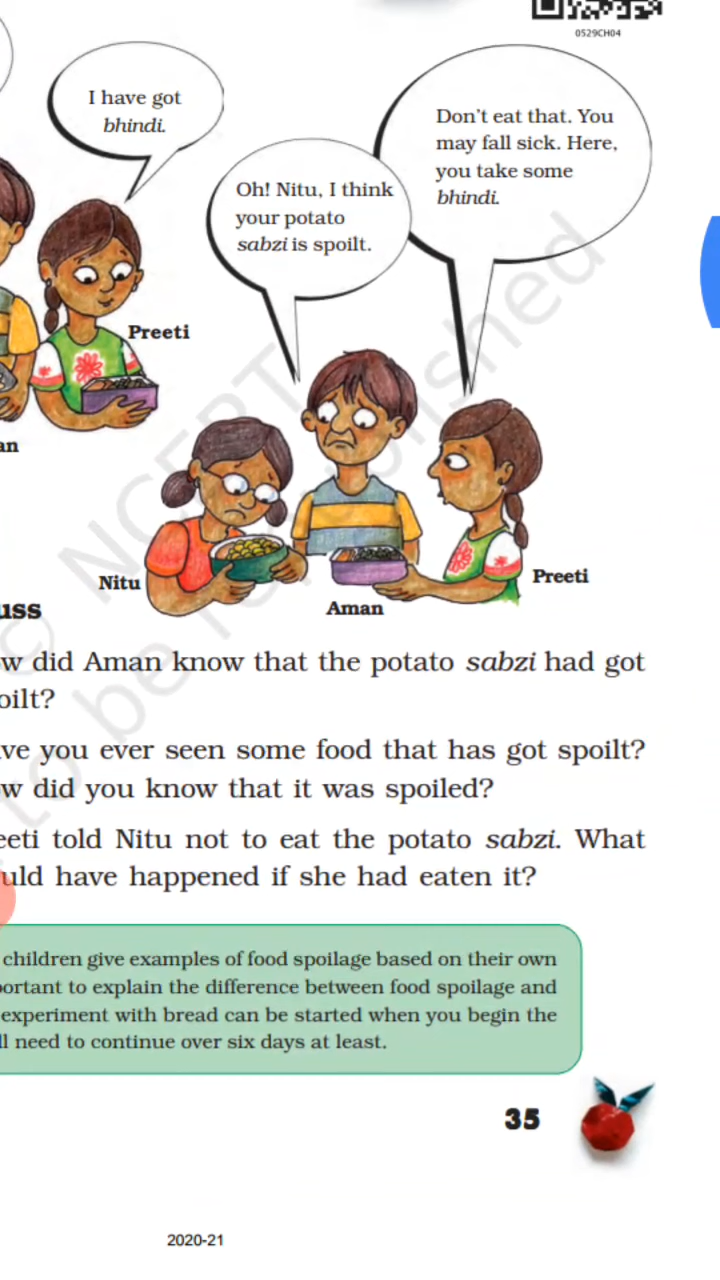 0529CH04
I have got
bhindi.
Don't eat that. You
may fall sick. Here,
you take some
bhindi.
Oh! Nitu, I think
your potato
sabzi is spoilt.
Preeti
an
Nitu
Aman
Preeti
uss
w did Aman know that the potato sabzi had got
oilt?
ve you ever seen some food that has got spoilt?
w did you know that it was spoiled?
eeti told Nitu not to eat the potato sabzi. What
uld have happened if she had eaten it?
children give examples of food spoilage based on their own
portant to explain the difference between food spoilage and
experiment with bread can be started when you begin the
ll need to continue over six days at least.
35
2020-21
© NCERT
to be republished